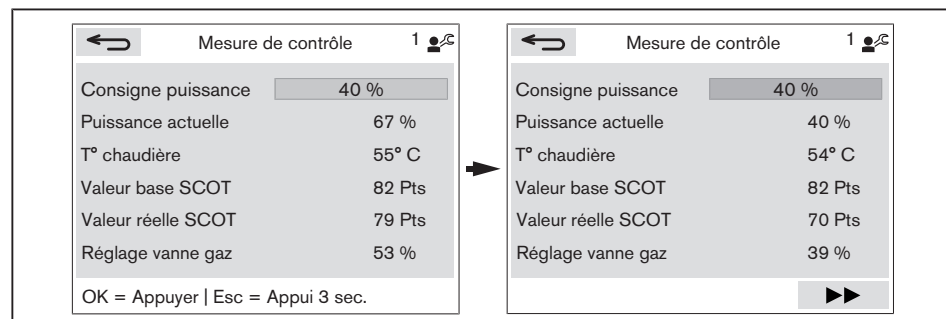 Mesure de contrôle 1
Consigne puissance 40 %
Puissance actuelle 67 %
T° chaudière 55° C
Valeur base SCOT 82 Pts
Valeur réelle SCOT 79 Pts
Réglage vanne gaz 53 %
OK = Appuyer | Esc = Appui 3 sec.
Mesure de contrôle 1
Consigne puissance 40 %
Puissance actuelle 40 %
T° chaudière 54° C
Valeur base SCOT 82 Pts
Valeur réelle SCOT 70 Pts
Réglage vanne gaz 39 %